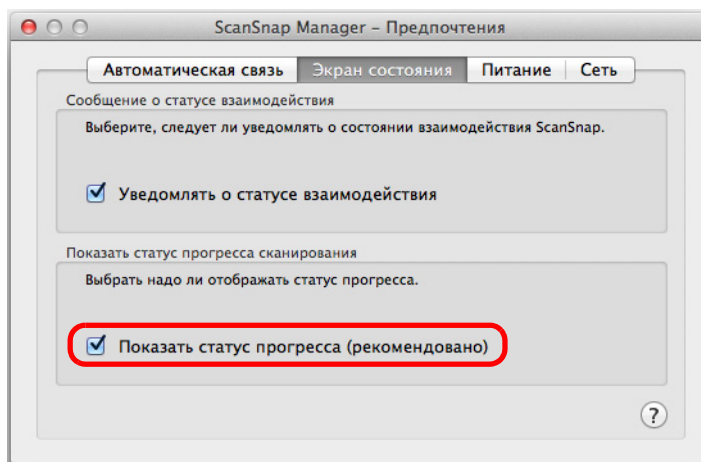 ScanSnap Manager – Предпочтения
Автоматическая связь Экран состояния Питание Сеть
Сообщение о статусе взаимодействия
Выберите, следует ли уведомлять о состоянии взаимодействия ScanSnap.
Уведомлять о статусе взаимодействия
Показать статус прогресса сканирования
Выбрать надо ли отображать статус прогресса.
Показать статус прогресса (рекомендовано)
?